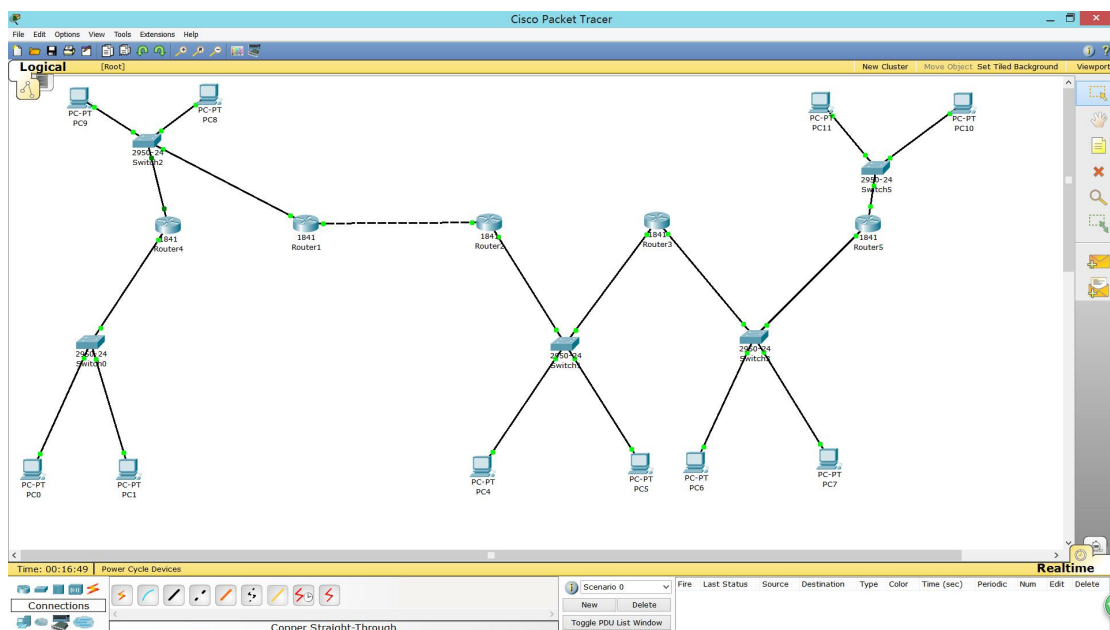 Cisco Packet Tracer
File Edit Options View Tools Extensions Help
Logical [Root] New Cluster Move Object Set Tiled Background Viewport
PC-PT
PC9
PC-PT
PC8
2950-24
Switch2
PC-PT
PC11
PC-PT
PC10
2950-24
Switch5
1841
Router4
1841
Router1
1841
Router2
1841
Router3
1841
Router5
2950-24
Switch0
2950-24
2950-24
PC-PT
PC0
PC-PT
PC1
PC-PT
PC4
PC-PT
PC5
PC-PT
PC6
PC-PT
PC7
Time: 00:16:49 Power Cycle Devices Realtime
Connections
Copper Straight-Through
Scenario 0
New Delete
Toggle PDU List Window
Fire Last Status Source Destination Type Color Time (sec) Periodic Num Edit Delete